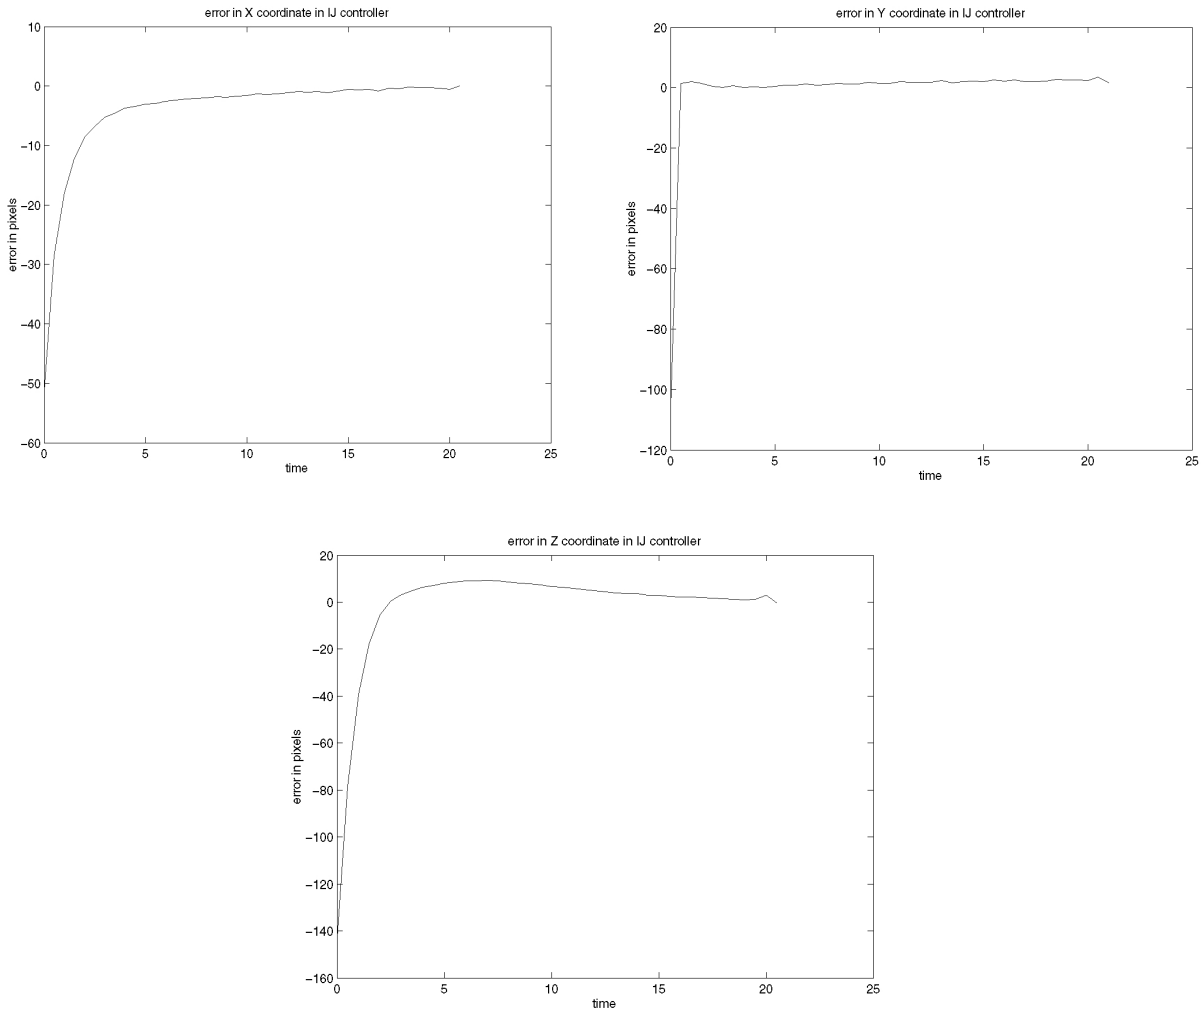 error in X coordinate in IJ controller
10
0
−10
−20
−30
−40
−50
−60
error in pixels
0 5 10 15 20 25
time
error in Y coordinate in IJ controller
20
0
−20
−40
−60
−80
−100
−120
error in pixels
0 5 10 15 20 25
time
error in Z coordinate in IJ controller
20
0
−20
−40
−60
−80
−100
−120
−140
−160
error in pixels
0 5 10 15 20 25
time